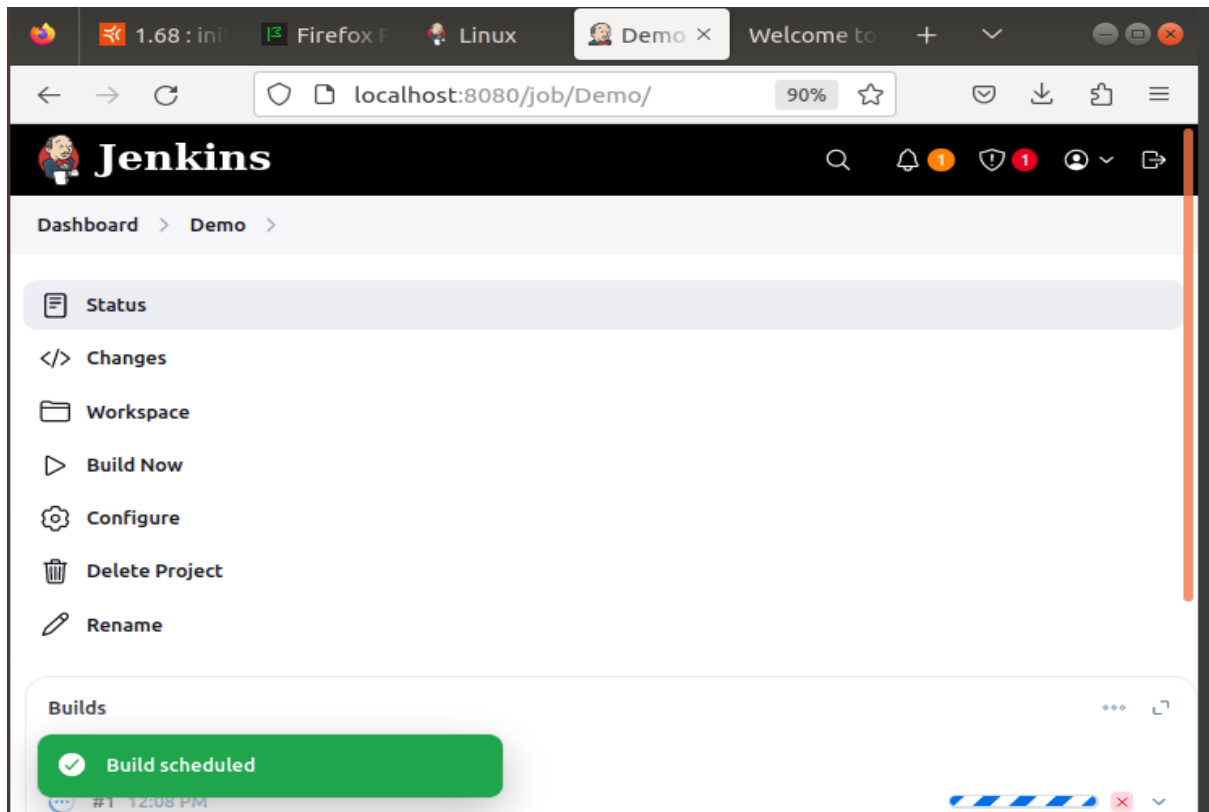 1.68 : ini Firefox F Linux Demo Welcome to
localhost:8080/job/Demo/ 90%
Jenkins 1 1
Dashboard > Demo >
Status
</> Changes
Workspace
Build Now
Configure
Delete Project
Rename
Builds
Build scheduled
#1 12:08 PM